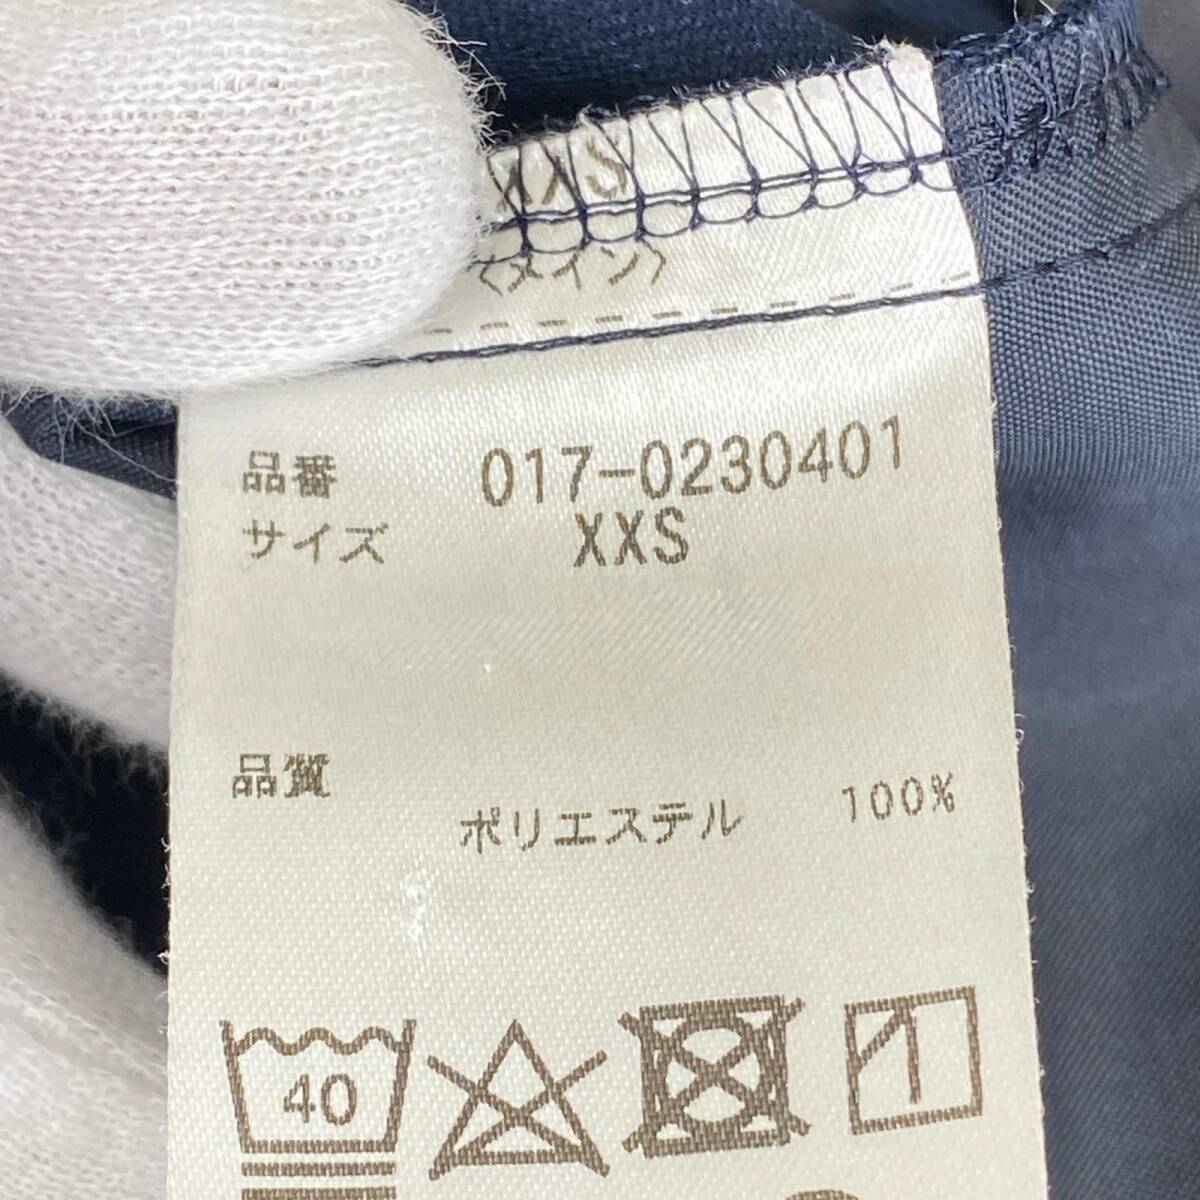 XXS
〈メイン〉
品番 017-0230401
サイズ XXS
品質
ポリエステル 100%
40